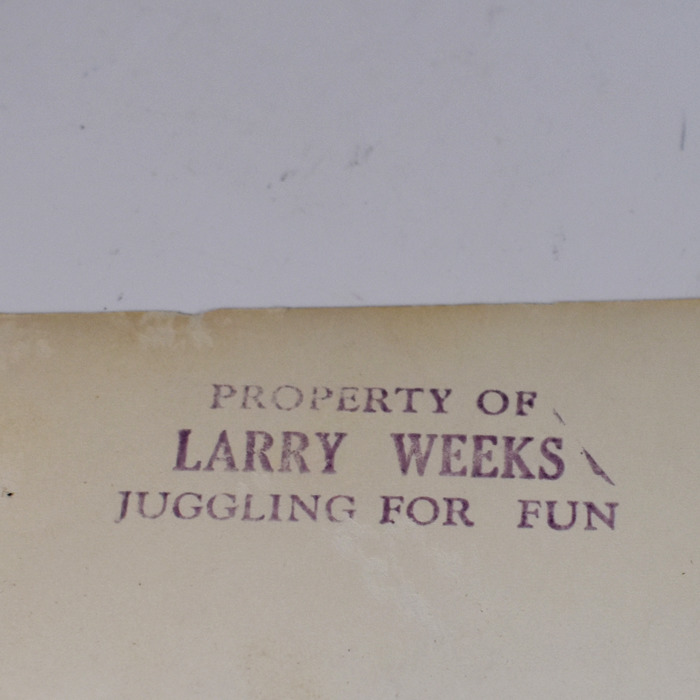 PROPERTY OF
LARRY WEEKS
JUGGLING FOR FUN